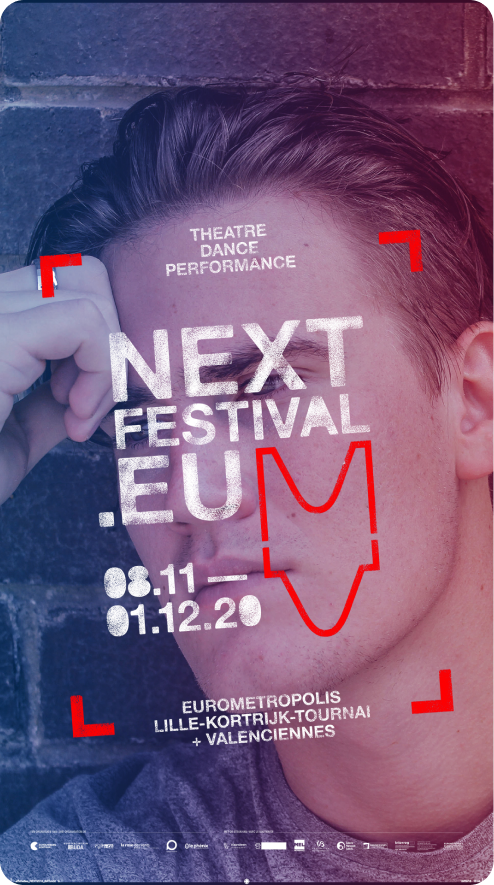 THEATRE
DANCE
PERFORMANCE
NEXT
FESTIVAL
.EU
08.11 —
01.12.20
EUROMETROPOLIS
LILLE-KORTRIJK-TOURNAI
+ VALENCIENNES